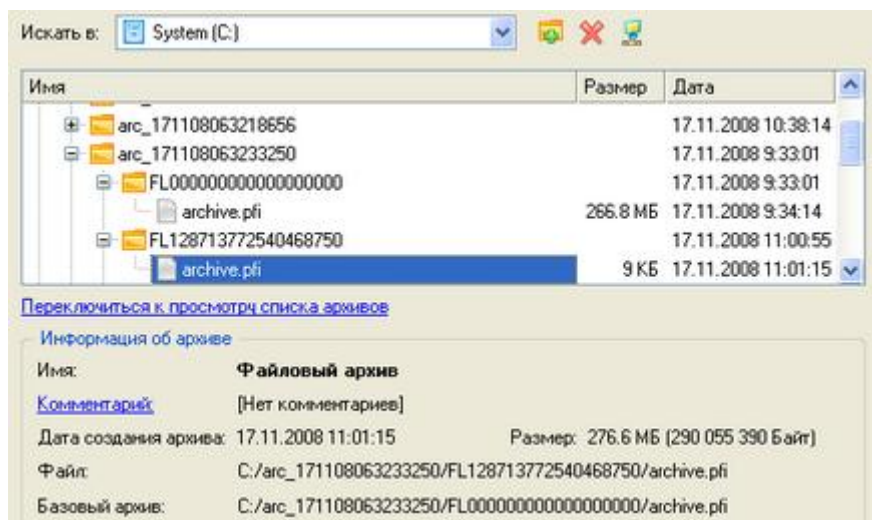 Искать в: System (C:)
Имя Размер Дата
arc_171108063218656 17.11.2008 10:38:14
arc_171108063233250 17.11.2008 9:33:01
FL000000000000000000 17.11.2008 9:33:01
archive.pfi 266.8 МБ 17.11.2008 9:34:14
FL128713772540468750 17.11.2008 11:00:55
archive.pfi 9 КБ 17.11.2008 11:01:15
Переключиться к просмотру списка архивов
Информация об архиве
Имя: Файловый архив
Комментарий: [Нет комментариев]
Дата создания архива: 17.11.2008 11:01:15 Размер: 276.6 МБ (290 055 390 Байт)
Файл: C:/arc_171108063233250/FL128713772540468750/archive.pfi
Базовый архив: C:/arc_171108063233250/FL000000000000000000/archive.pfi